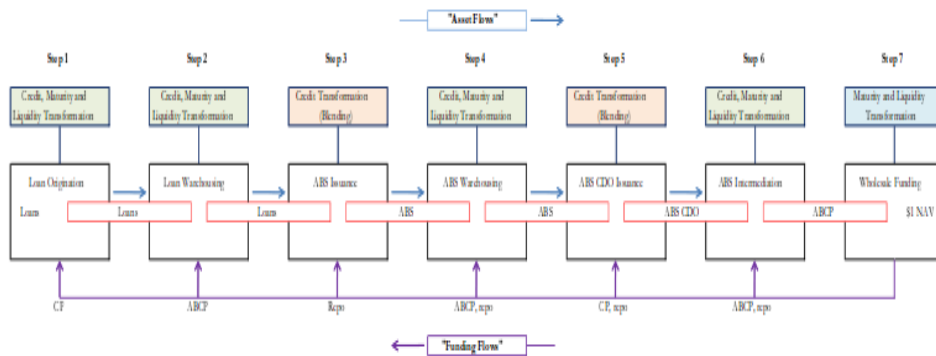 "Asset Flows"
Step 1
Step 2
Step 3
Step 4
Step 5
Step 6
Step 7
Credit, Maturity and
Liquidity Transformation
Credit, Maturity and
Liquidity Transformation
Credit Transformation
(Blending)
Credit, Maturity and
Liquidity Transformation
Credit Transformation
(Blending)
Credit, Maturity and
Liquidity Transformation
Maturity and Liquidity
Transformation
Loan Origination
Loan Warehousing
ABS Issuance
ABS Warehousing
ABS CDO Issuance
ABS Intermediation
Wholesale Funding
Loans
Loans
Loans
ABS
ABS
ABS CDO
ABCP
$1 NAV
CP
ABCP
Repo
ABCP, repo
CP, repo
ABCP, repo
"Funding Flows"